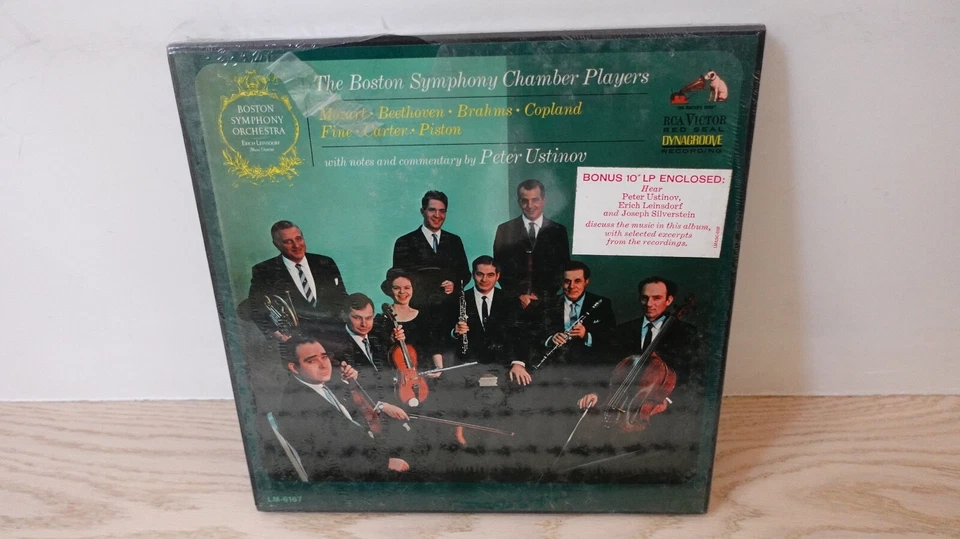 The Boston Symphony Chamber Players
Mozart · Beethoven · Brahms · Copland
Fine · Carter · Piston
with notes and commentary by Peter Ustinov
BOSTON
SYMPHONY
ORCHESTRA
ERICH LEINSDORF
RCA VICTOR
RED SEAL
DYNAGROOVE
RECORDING
BONUS 10" LP ENCLOSED:
Hear
Peter Ustinov,
Erich Leinsdorf
and Joseph Silverstein
discuss the music in this album,
with selected excerpts
from the recordings.
LM-6167